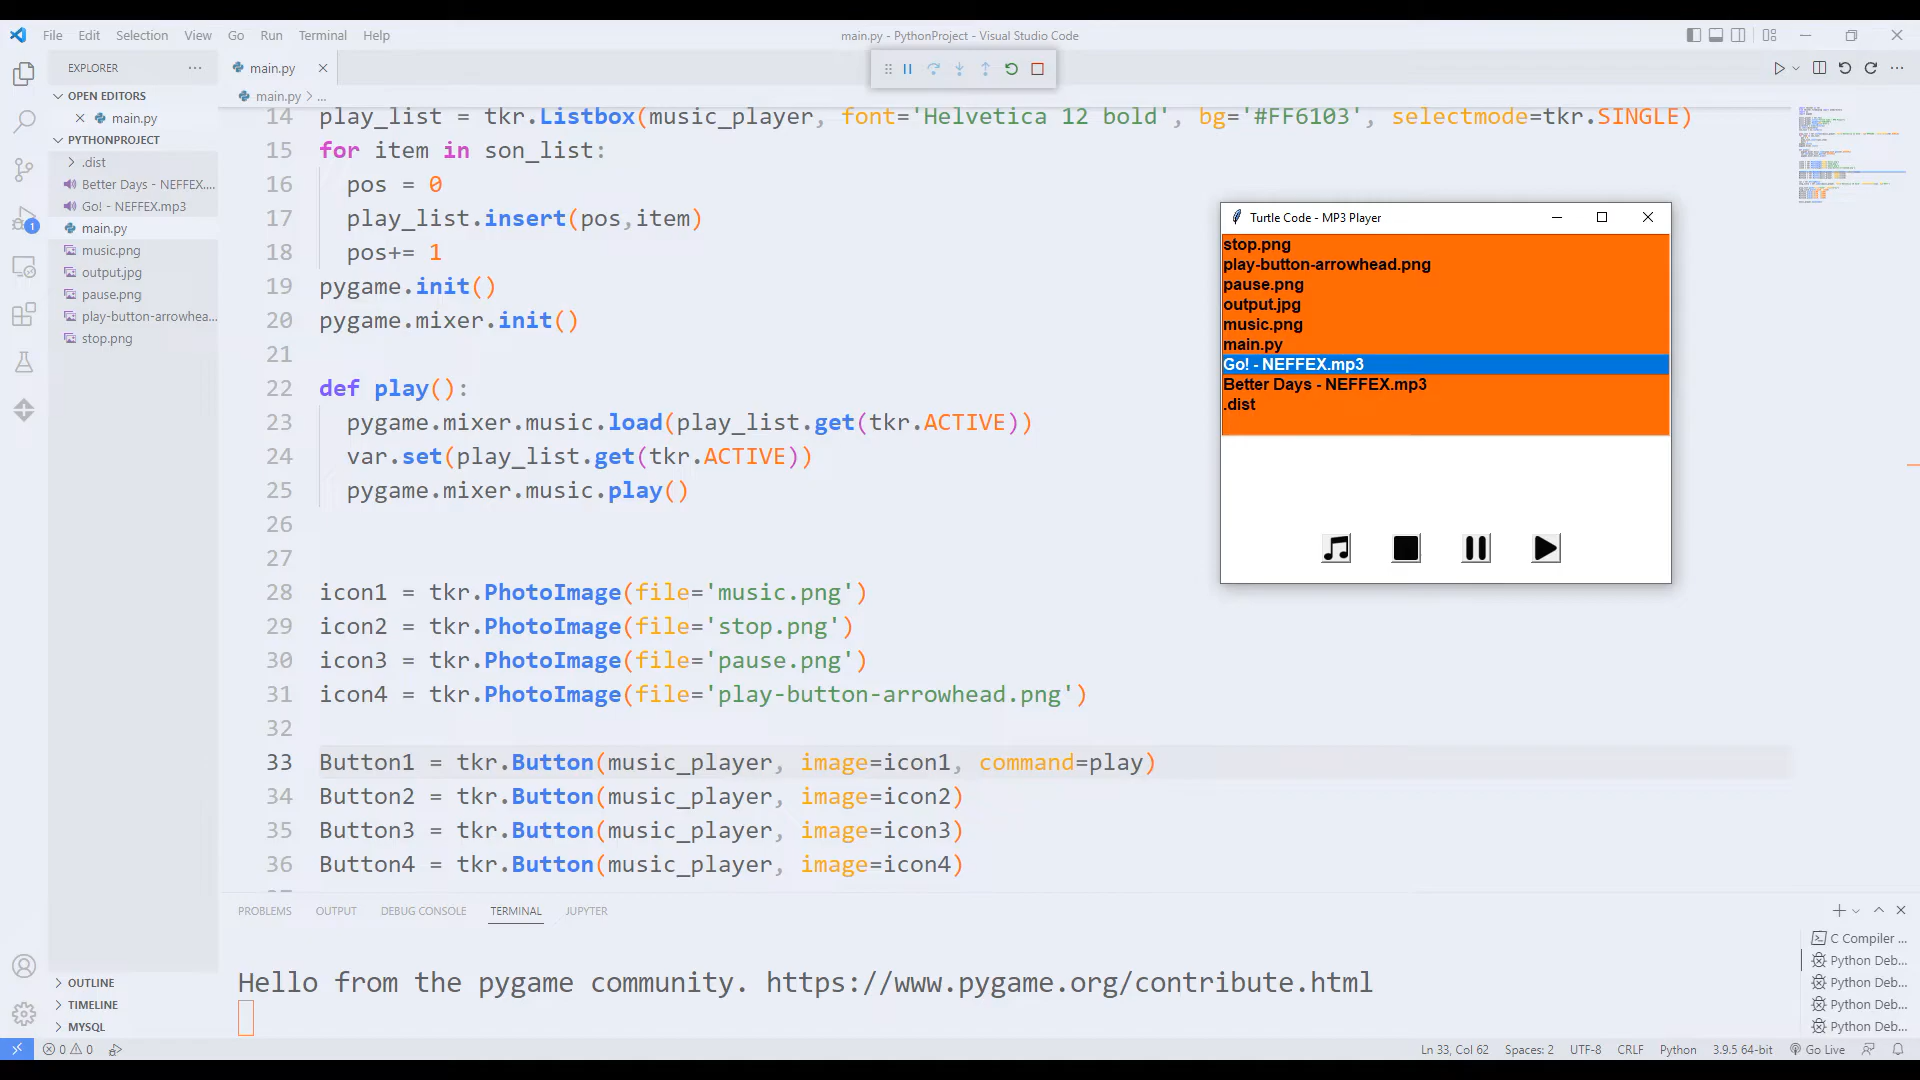 File Edit Selection View Go Run Terminal Help
main.py - PythonProject - Visual Studio Code
EXPLORER
OPEN EDITORS
main.py
PYTHONPROJECT
.dist
Better Days - NEFFEX....
Go! - NEFFEX.mp3
main.py
music.png
output.jpg
pause.png
play-button-arrowhea...
stop.png
OUTLINE
TIMELINE
MYSQL
1
main.py
main.py > ...
14 play_list = tkr.Listbox(music_player, font='Helvetica 12 bold', bg='#FF6103', selectmode=tkr.SINGLE)
15 for item in son_list:
16 pos = 0
17 play_list.insert(pos,item)
18 pos+= 1
19 pygame.init()
20 pygame.mixer.init()
21
22 def play():
23 pygame.mixer.music.load(play_list.get(tkr.ACTIVE))
24 var.set(play_list.get(tkr.ACTIVE))
25 pygame.mixer.music.play()
26
27
28 icon1 = tkr.PhotoImage(file='music.png')
29 icon2 = tkr.PhotoImage(file='stop.png')
30 icon3 = tkr.PhotoImage(file='pause.png')
31 icon4 = tkr.PhotoImage(file='play-button-arrowhead.png')
32
33 Button1 = tkr.Button(music_player, image=icon1, command=play)
34 Button2 = tkr.Button(music_player, image=icon2)
35 Button3 = tkr.Button(music_player, image=icon3)
36 Button4 = tkr.Button(music_player, image=icon4)
Turtle Code - MP3 Player
stop.png
play-button-arrowhead.png
pause.png
output.jpg
music.png
main.py
Go! - NEFFEX.mp3
Better Days - NEFFEX.mp3
.dist
PROBLEMS OUTPUT DEBUG CONSOLE TERMINAL JUPYTER
Hello from the pygame community. https://www.pygame.org/contribute.html
C Compiler ...
Python Deb...
Python Deb...
Python Deb...
Python Deb...
0 0
Ln 33, Col 62 Spaces: 2 UTF-8 CRLF Python 3.9.5 64-bit Go Live